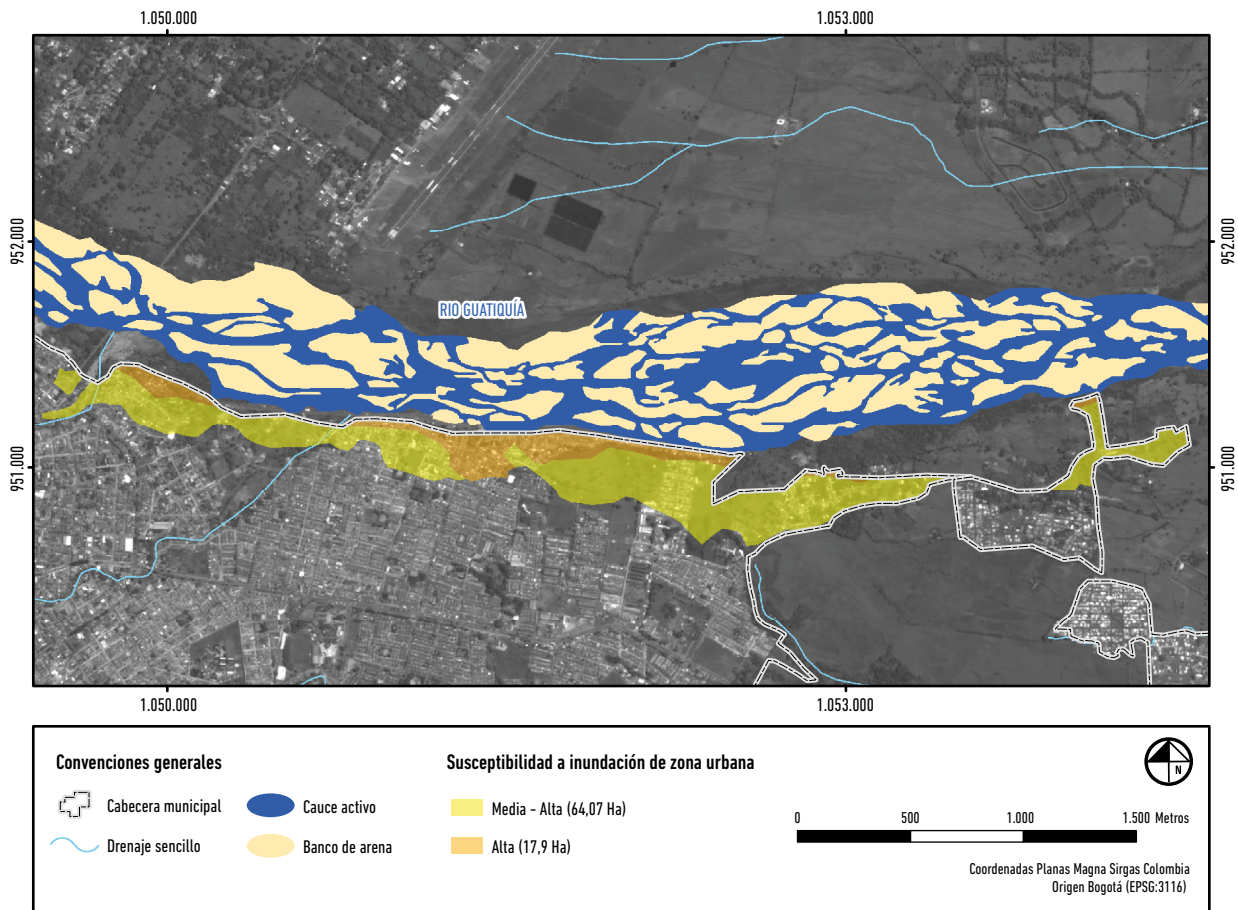 1.050.000
1.053.000
952.000
952.000
RIO GUATIQUÍA
951.000
951.000
1.050.000
1.053.000
Convenciones generales
Cabecera municipal
Cauce activo
Drenaje sencillo
Banco de arena
Susceptibilidad a inundación de zona urbana
Media - Alta (64,07 Ha)
Alta (17,9 Ha)
N
0 500 1.000 1.500 Metros
Coordenadas Planas Magna Sirgas Colombia
Origen Bogotá (EPSG:3116)